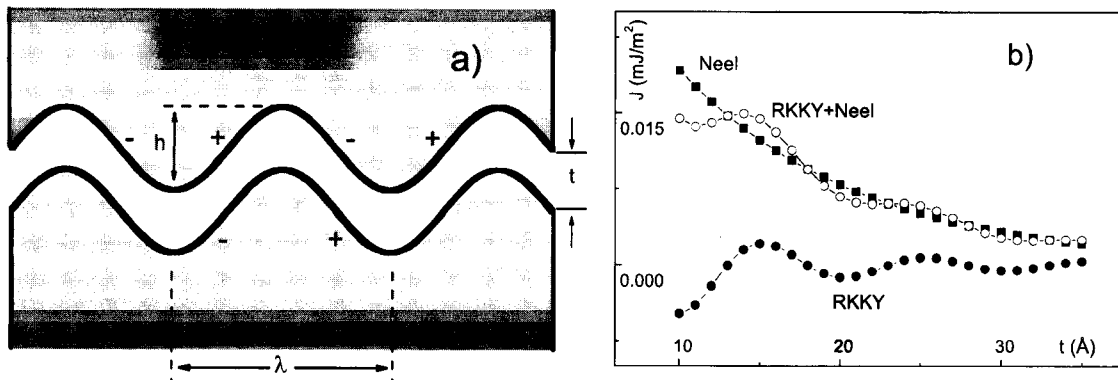 a)
h
- + - +
- +
t
λ
b)
J (mJ/m²)
Neel
RKKY+Neel
0.015
0.000
RKKY
10 20 30 t (Å)